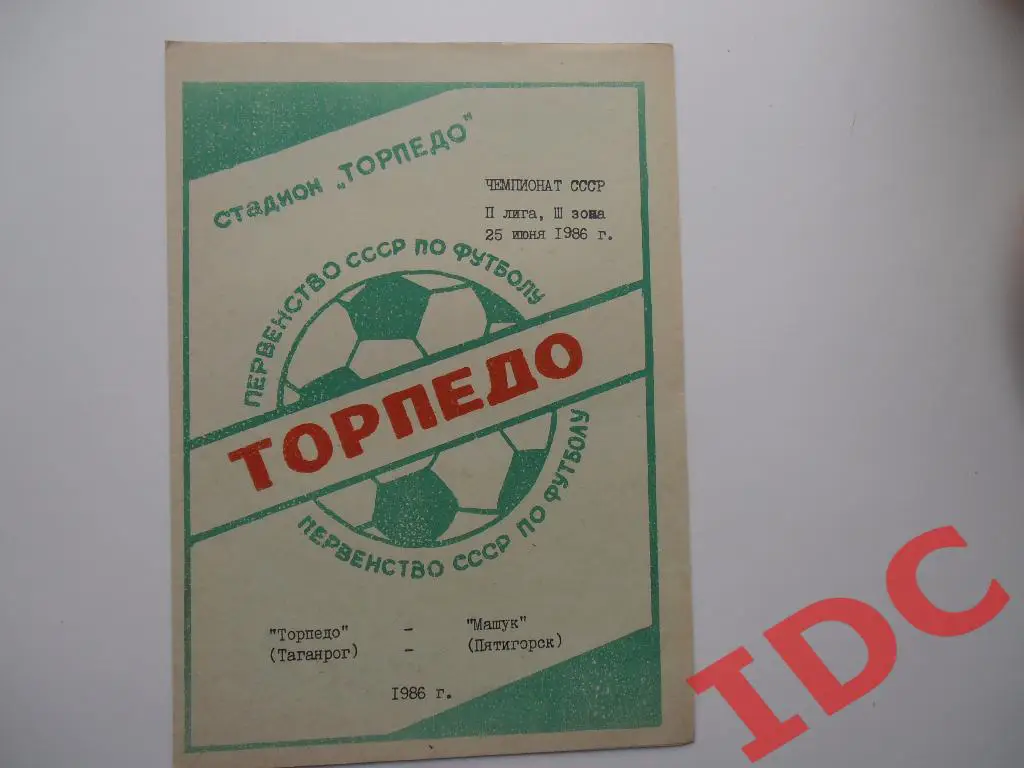 стадион „ТОРПЕДО"
ЧЕМПИОНАТ СССР
II лига, III зона
25 июня 1986 г.
ПЕРВЕНСТВО СССР ПО ФУТБОЛУ
ТОРПЕДО
ПЕРВЕНСТВО СССР ПО ФУТБОЛУ
"Торпедо" - "Машук"
(Таганрог) - (Пятигорск)
1986 г.
IDC